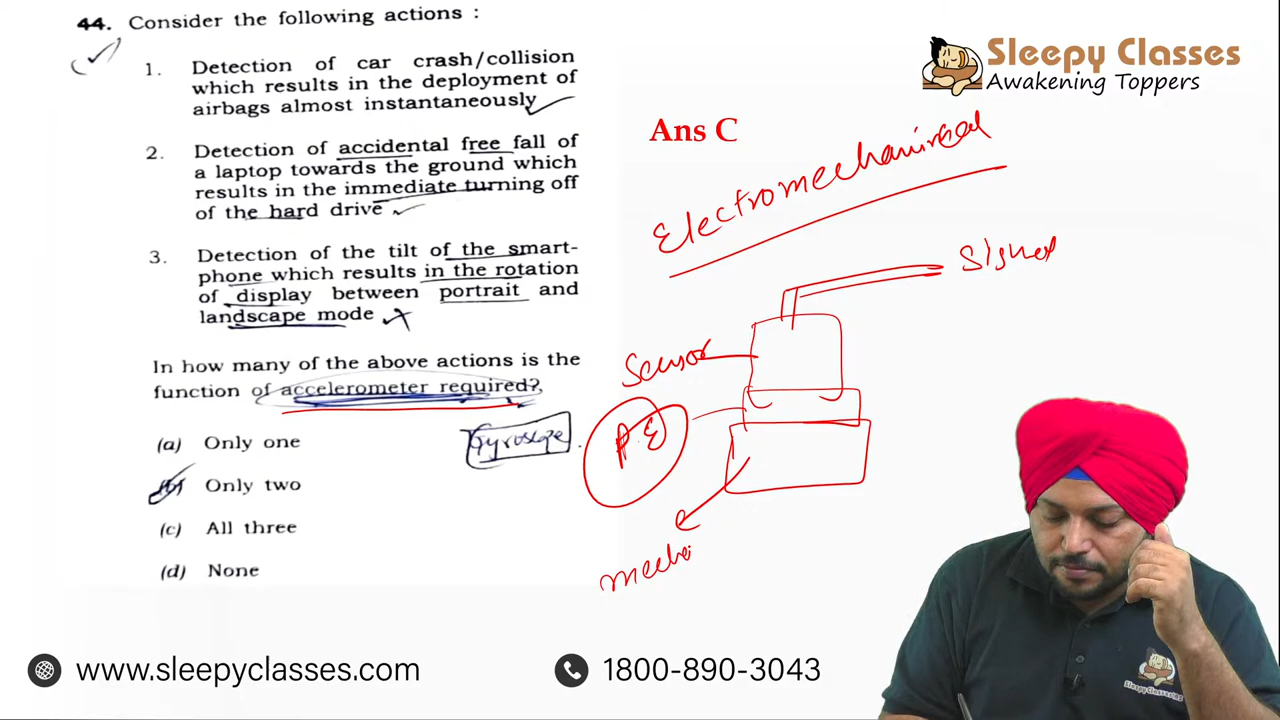 44. Consider the following actions :
1. Detection of car crash/collision
which results in the deployment of
airbags almost instantaneously
2. Detection of accidental free fall of
a laptop towards the ground which
results in the immediate turning off
of the hard drive
3. Detection of the tilt of the smart-
phone which results in the rotation
of display between portrait and
landscape mode
In how many of the above actions is the
function of accelerometer required?
(a) Only one
(b) Only two
(c) All three
(d) None
Gyroscope
Sleepy Classes
Awakening Toppers
Ans C
Electromechanical
Signal
Sensor
P.E
mecha
SleepyClasses
www.sleepyclasses.com
1800-890-3043